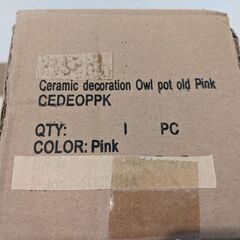 Ceramic decoration Owl pot old Pink
CEDEOPPK
QTY: 1 PC
COLOR: Pink